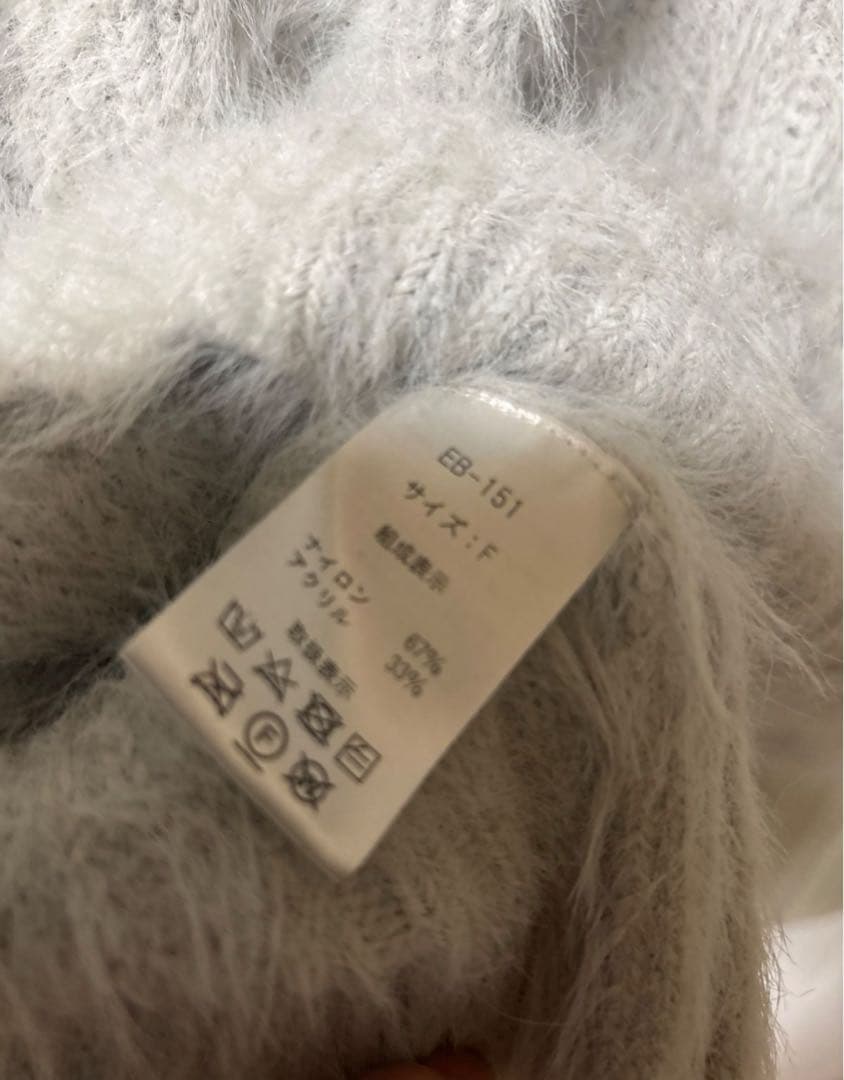 EB-151
サイズ：F
組成表示
ナイロン 67%
アクリル 33%
取扱表示
F